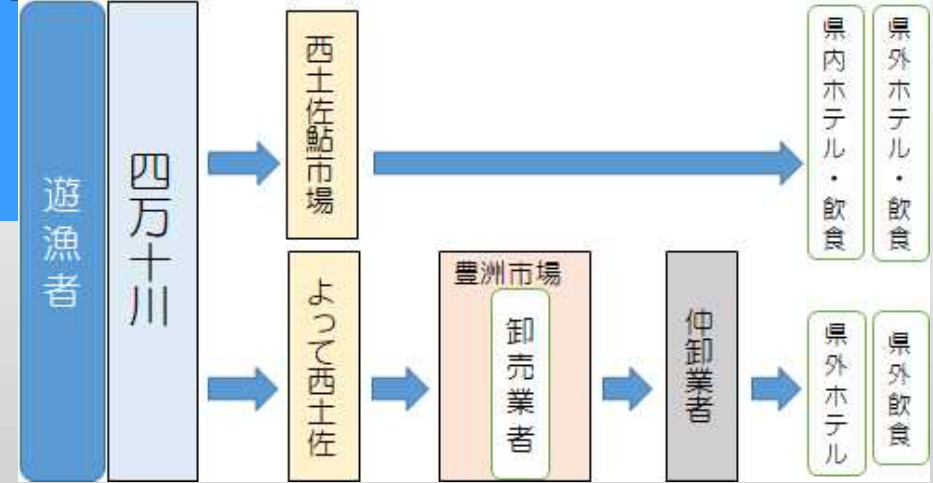 遊漁者
四万十川
西土佐鮎市場
県内ホテル・飲食
県外ホテル・飲食
よって西土佐
豊洲市場
卸売業者
仲卸業者
県外ホテル
県外飲食